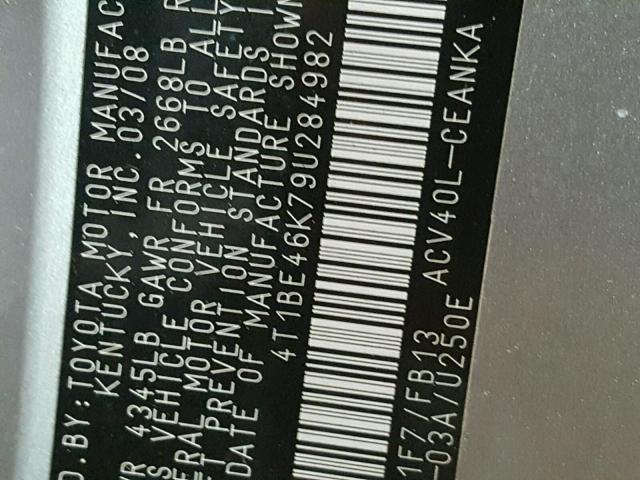 D.BY:TOYOTA MOTOR MANUFAC
KENTUCKY, INC. 03/08
VR 4345LB GAWR FR 2668LB R
S VEHICLE CONFORMS TO ALL
ERAL MOTOR VEHICLE SAFETY
T PREVENTION STANDARDS I
DATE OF MANUFACTURE SHOWN
4T1BE46K79U284982
1F7/FB13 ACV40L-CEANKA
-03A/U250E